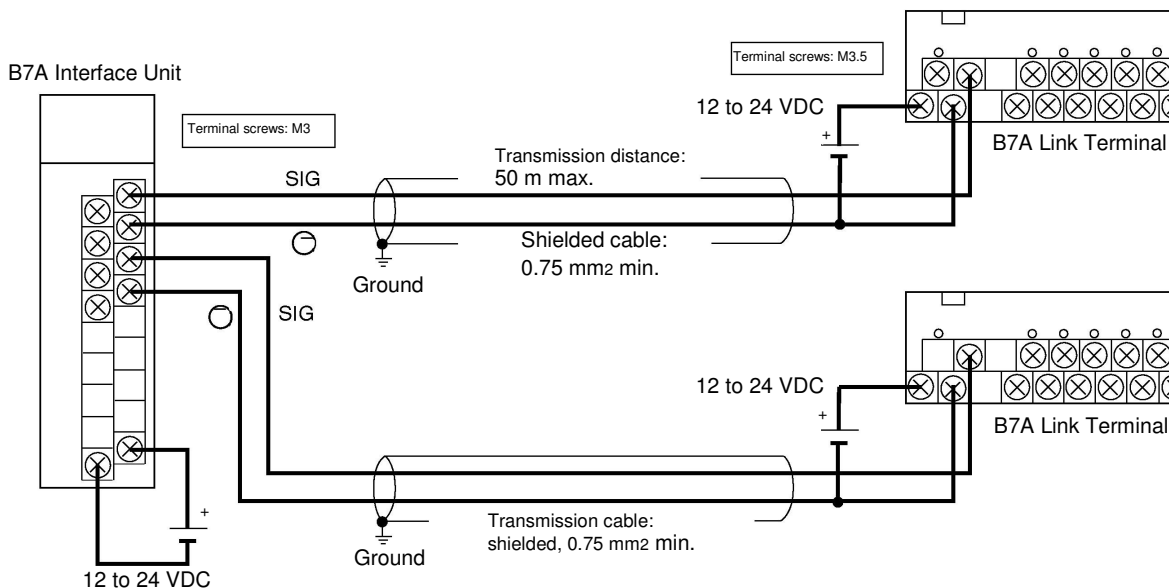 B7A Interface Unit
Terminal screws: M3
Terminal screws: M3.5
12 to 24 VDC
+
B7A Link Terminal
Transmission distance:
50 m max.
SIG
Shielded cable:
0.75 mm2 min.
Ground
SIG
12 to 24 VDC
+
B7A Link Terminal
Transmission cable:
shielded, 0.75 mm2 min.
Ground
+
12 to 24 VDC